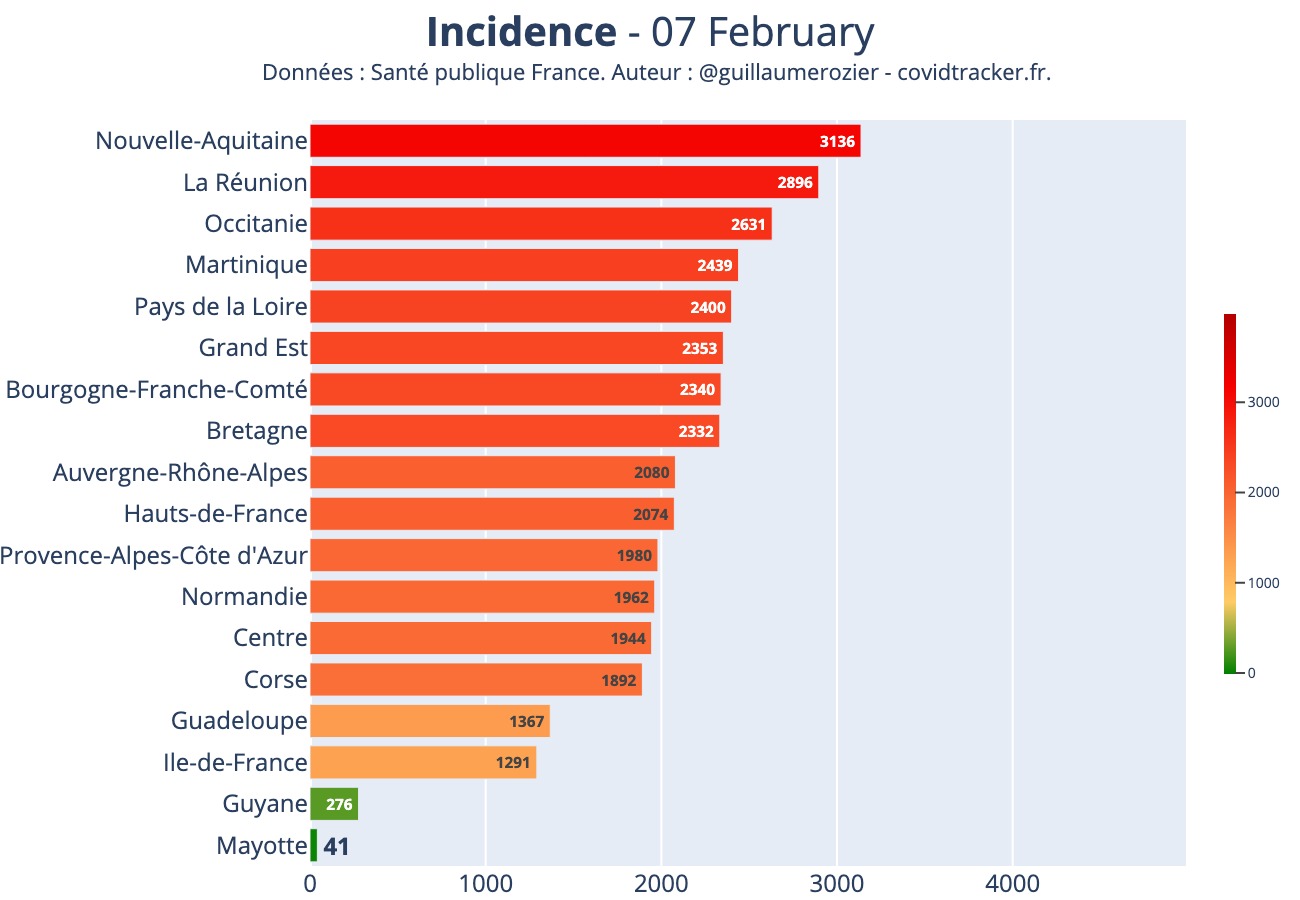 Incidence - 07 February
Données : Santé publique France. Auteur : @guillaumerozier - covidtracker.fr.
Nouvelle-Aquitaine 3136
La Réunion 2896
Occitanie 2631
Martinique 2439
Pays de la Loire 2400
Grand Est 2353
Bourgogne-Franche-Comté 2340
Bretagne 2332
Auvergne-Rhône-Alpes 2080
Hauts-de-France 2074
Provence-Alpes-Côte d'Azur 1980
Normandie 1962
Centre 1944
Corse 1892
Guadeloupe 1367
Ile-de-France 1291
Guyane 276
Mayotte 41
0 1000 2000 3000 4000
3000
2000
1000
0